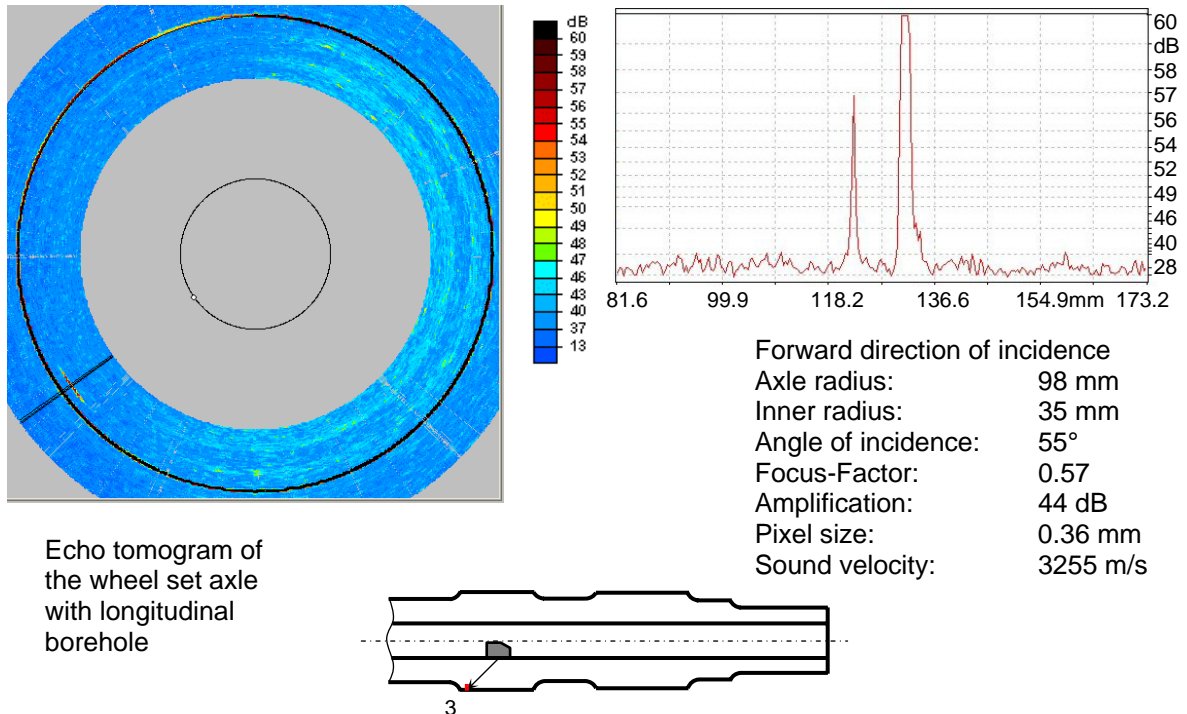 dB
60
59
58
57
56
55
54
53
52
51
50
49
48
47
46
43
40
37
13
60
dB
58
57
56
54
52
49
46
40
28
81.6 99.9 118.2 136.6 154.9mm 173.2
Forward direction of incidence
Axle radius: 98 mm
Inner radius: 35 mm
Angle of incidence: 55°
Focus-Factor: 0.57
Amplification: 44 dB
Pixel size: 0.36 mm
Sound velocity: 3255 m/s
Echo tomogram of
the wheel set axle
with longitudinal
borehole
3